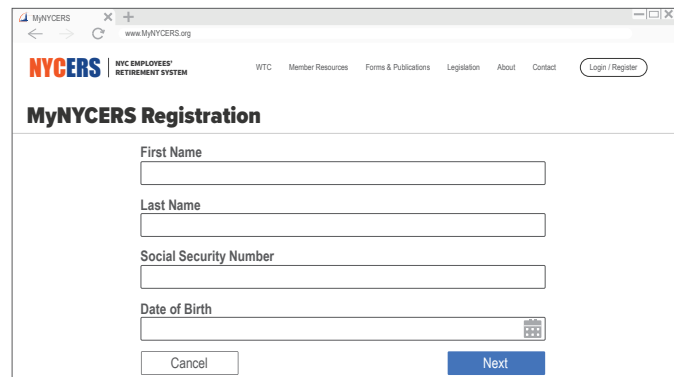 MyNYCERS
www.MyNYCERS.org
NYCERS NYC EMPLOYEES' RETIREMENT SYSTEM
WTC Member Resources Forms & Publications Legislation About Contact Login / Register
MyNYCERS Registration
First Name
Last Name
Social Security Number
Date of Birth
Cancel Next